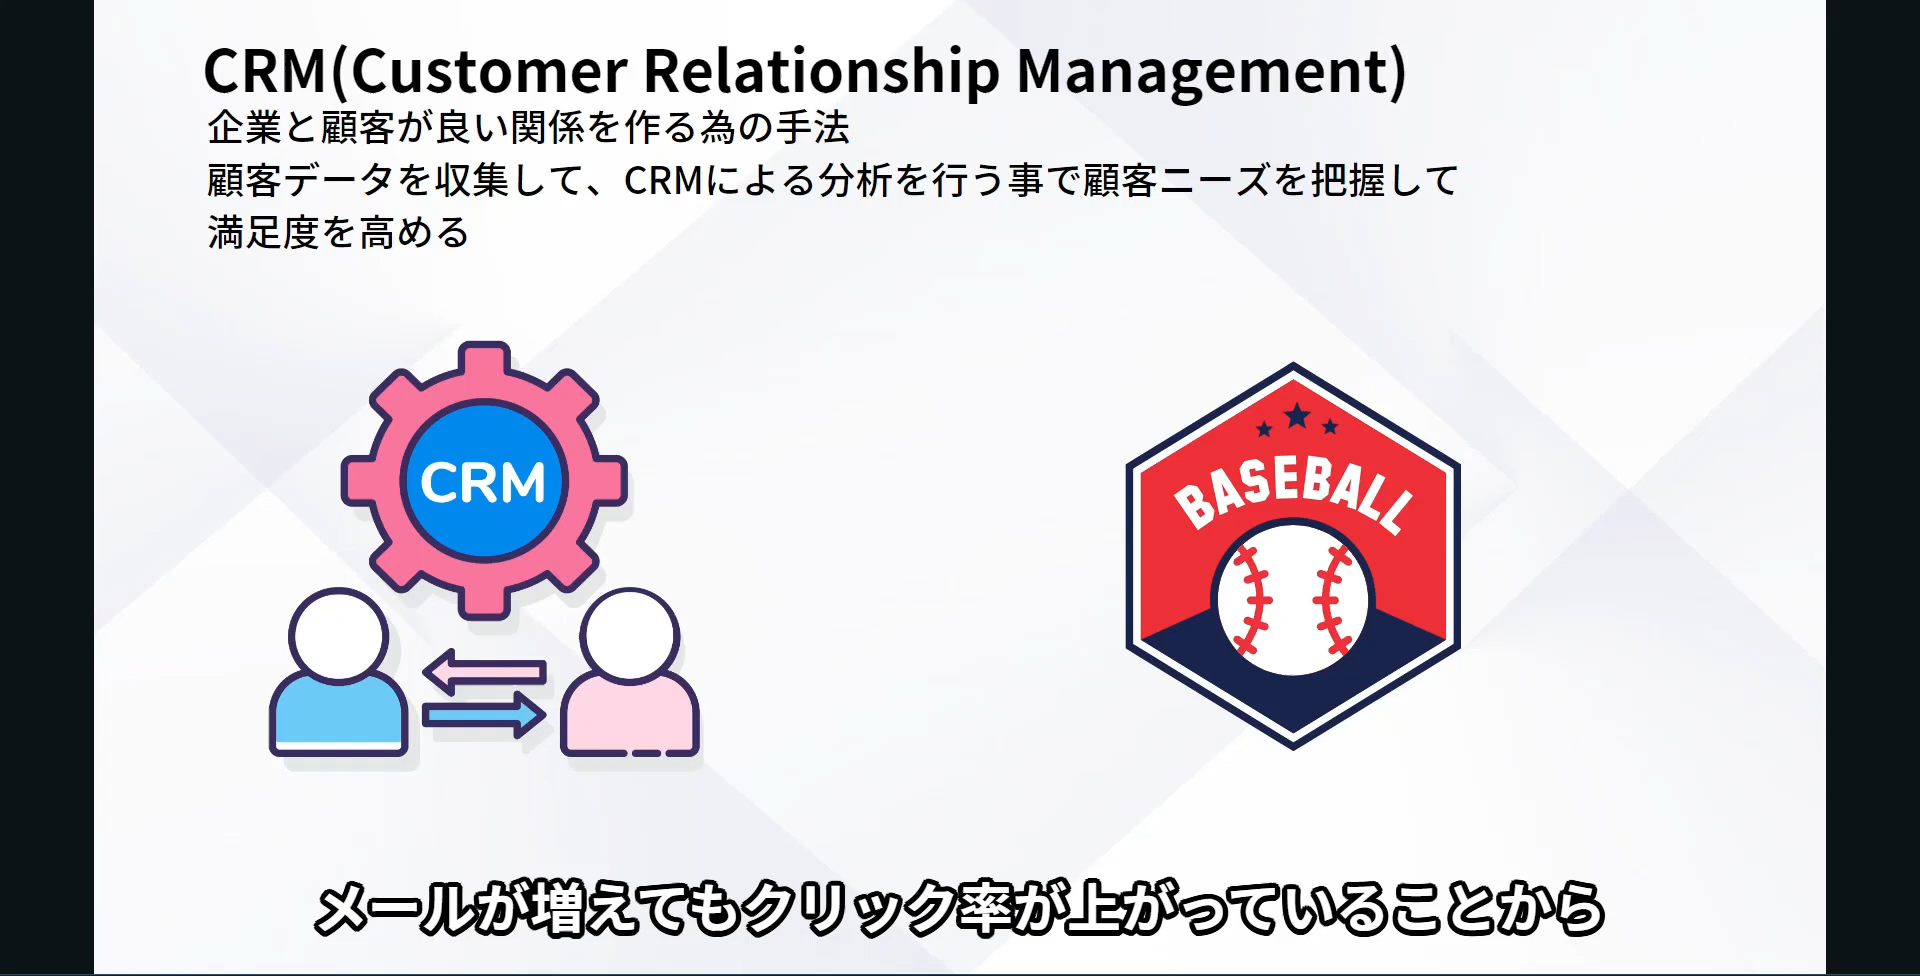 CRM(Customer Relationship Management)
企業と顧客が良い関係を作る為の手法
顧客データを収集して、CRMによる分析を行う事で顧客ニーズを把握して
満足度を高める
CRM
BASEBALL
メールが増えてもクリック率が上がっていることから